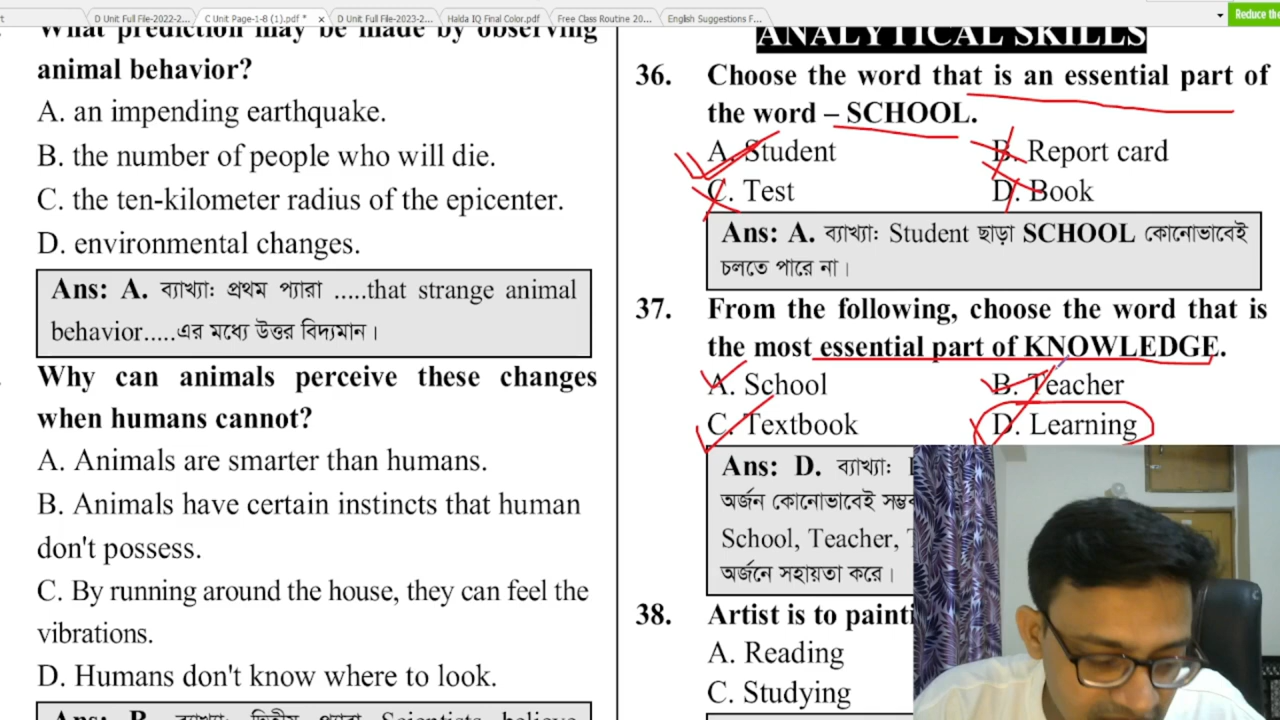 D Unit Full File-2022-2...
C Unit Page-1-8 (1).pdf *
D Unit Full File-2023-2...
Haida IQ Final Color.pdf
Free Class Routine 20...
English Suggestions F...
Reduce the
What prediction may be made by observing
animal behavior?
A. an impending earthquake.
B. the number of people who will die.
C. the ten-kilometer radius of the epicenter.
D. environmental changes.
Ans: A. ব্যাখ্যাঃ প্রথম প্যারা .....that strange animal
behavior.....এর মধ্যে উত্তর বিদ্যমান।
Why can animals perceive these changes
when humans cannot?
A. Animals are smarter than humans.
B. Animals have certain instincts that human
don't possess.
C. By running around the house, they can feel the
vibrations.
D. Humans don't know where to look.
Ans: B. ব্যাখ্যাঃ দ্বিতীয় প্যারা Scientists believe
ANALYTICAL SKILLS
36. Choose the word that is an essential part of
the word – SCHOOL.
A. Student B. Report card
C. Test D. Book
Ans: A. ব্যাখ্যাঃ Student ছাড়া SCHOOL কোনোভাবেই
চলতে পারে না।
37. From the following, choose the word that is
the most essential part of KNOWLEDGE.
A. School B. Teacher
C. Textbook D. Learning
Ans: D. ব্যাখ্যাঃ
অর্জন কোনোভাবেই
School, Teacher,
অর্জনে সহায়তা করে।
38. Artist is to
A. Reading
C. Studying